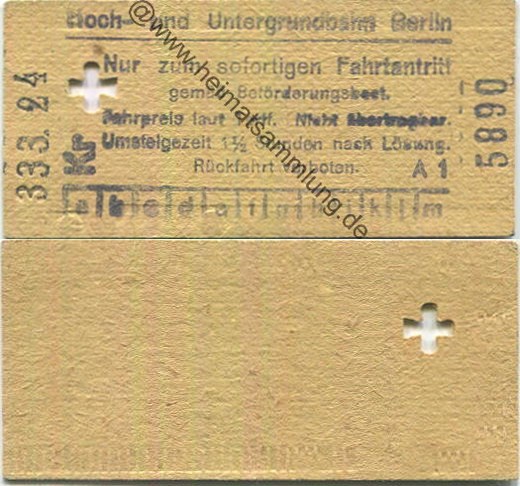 Hoch- und Untergrundbahn Berlin
Nur zum sofortigen Fahrtantritt
gemäß Beförderungsbest.
Fahrpreis laut Tarif. Nicht übertragbar.
Umsteigezeit 1½ Stunden nach Lösung.
Rückfahrt verboten. A 1
a b c d e f g h i k l m
333 24
Kr
5890
@www.heimatsammlung.de